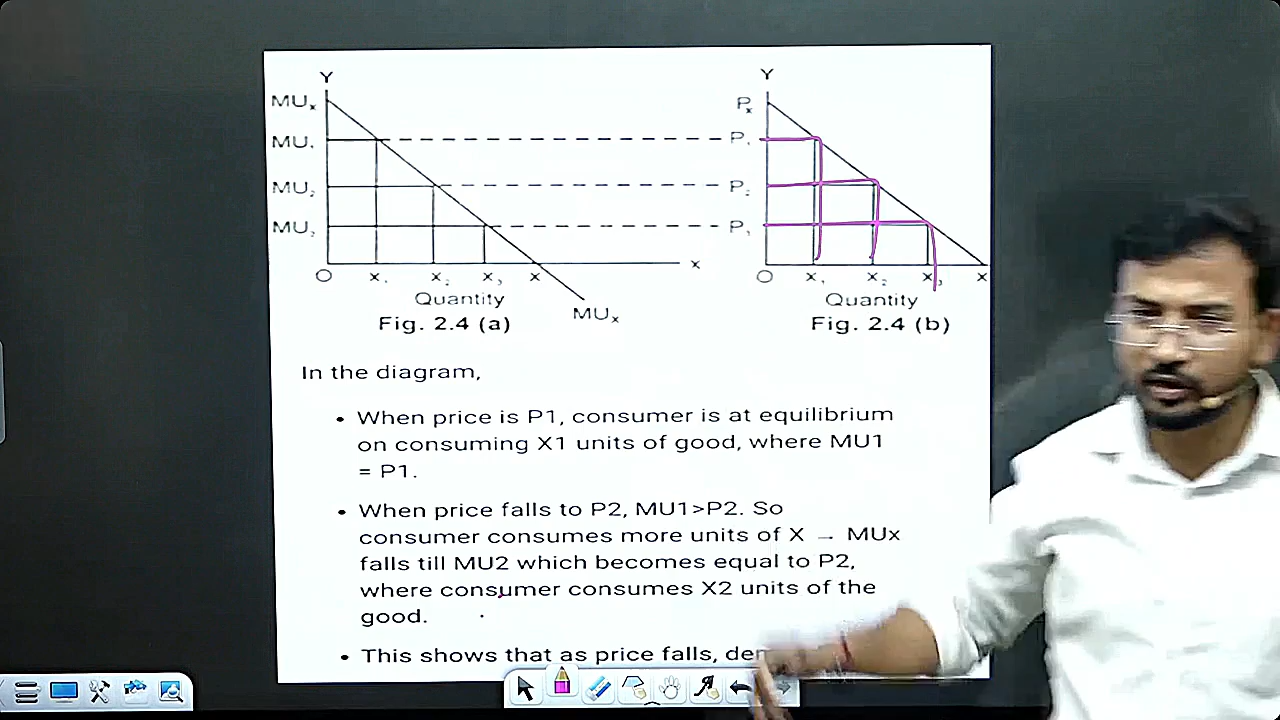 Y
Y
MUx
Px
MU₁
P₁
MU₂
P₂
MU₃
O x₁ x₂ x₃ x x
O x₁ x₂ x₃ x
Quantity
Quantity
Fig. 2.4 (a)
MUx
Fig. 2.4 (b)
In the diagram,
• When price is P1, consumer is at equilibrium
on consuming X1 units of good, where MU1
= P1.
• When price falls to P2, MU1>P2. So
consumer consumes more units of X → MUx
falls till MU2 which becomes equal to P2,
where consumer consumes X2 units of the
good.
• This shows that as price falls,